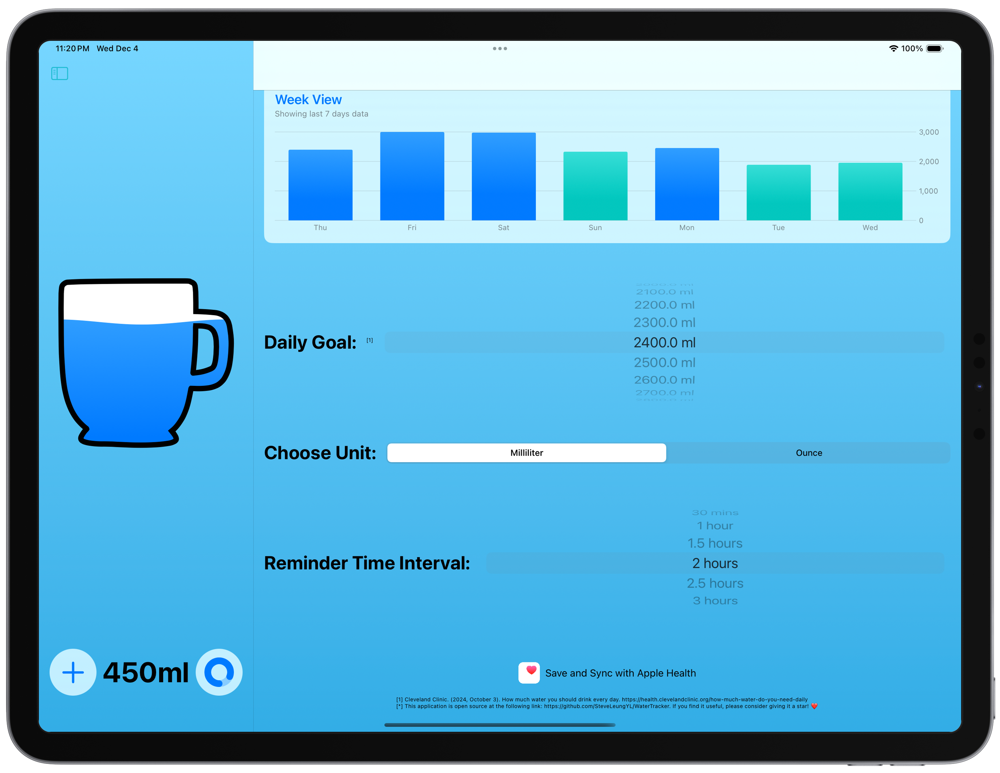 11:20 PM Wed Dec 4
100%
Week View
Showing last 7 days data
3,000
2,000
1,000
0
Thu Fri Sat Sun Mon Tue Wed
2000.0 ml
2100.0 ml
2200.0 ml
2300.0 ml
Daily Goal: [1] 2400.0 ml
2500.0 ml
2600.0 ml
2700.0 ml
2800.0 ml
Choose Unit: Milliliter Ounce
30 mins
1 hour
1.5 hours
Reminder Time Interval: 2 hours
2.5 hours
3 hours
450ml
Save and Sync with Apple Health
[1] Cleveland Clinic. (2024, October 3). How much water you should drink every day. https://health.clevelandclinic.org/how-much-water-do-you-need-daily
[*] This application is open source at the following link: https://github.com/SteveLeungYL/WaterTracker. If you find it useful, please consider giving it a star! ❤️